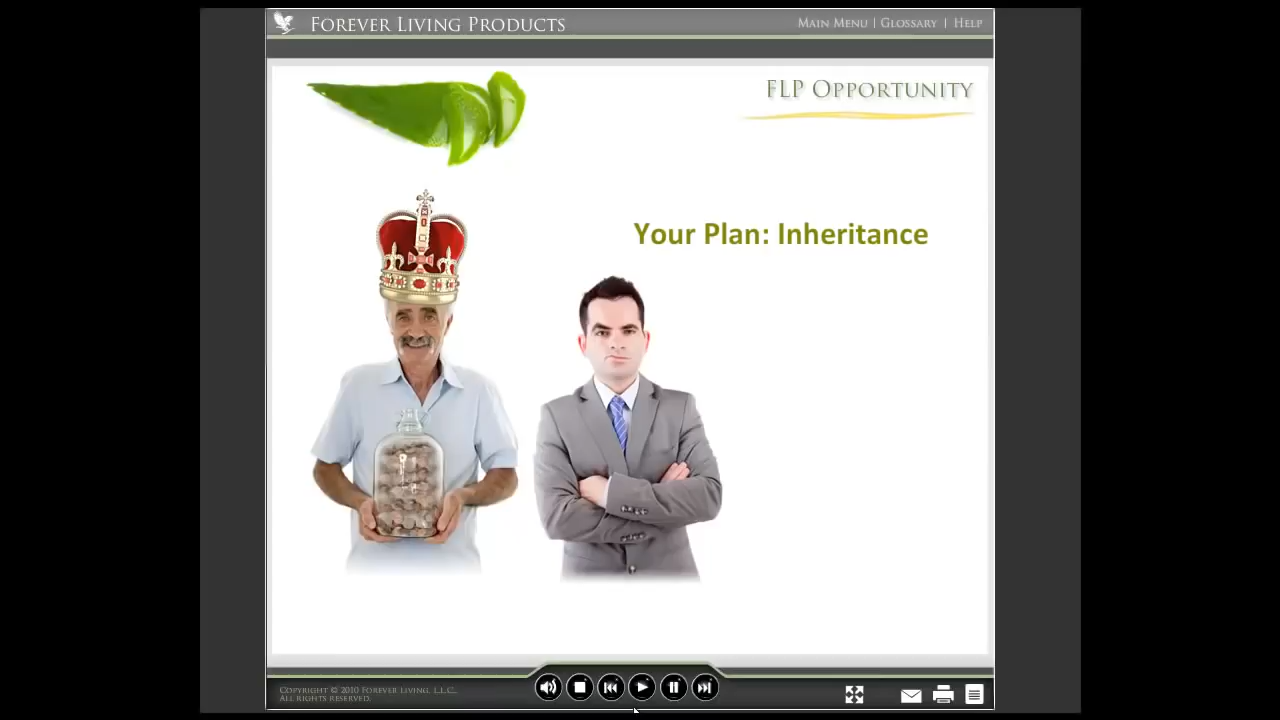 Forever Living Products
Main Menu | Glossary | Help
FLP Opportunity
Your Plan: Inheritance
Copyright © 2010 Forever Living, L.L.C.,
All rights reserved.